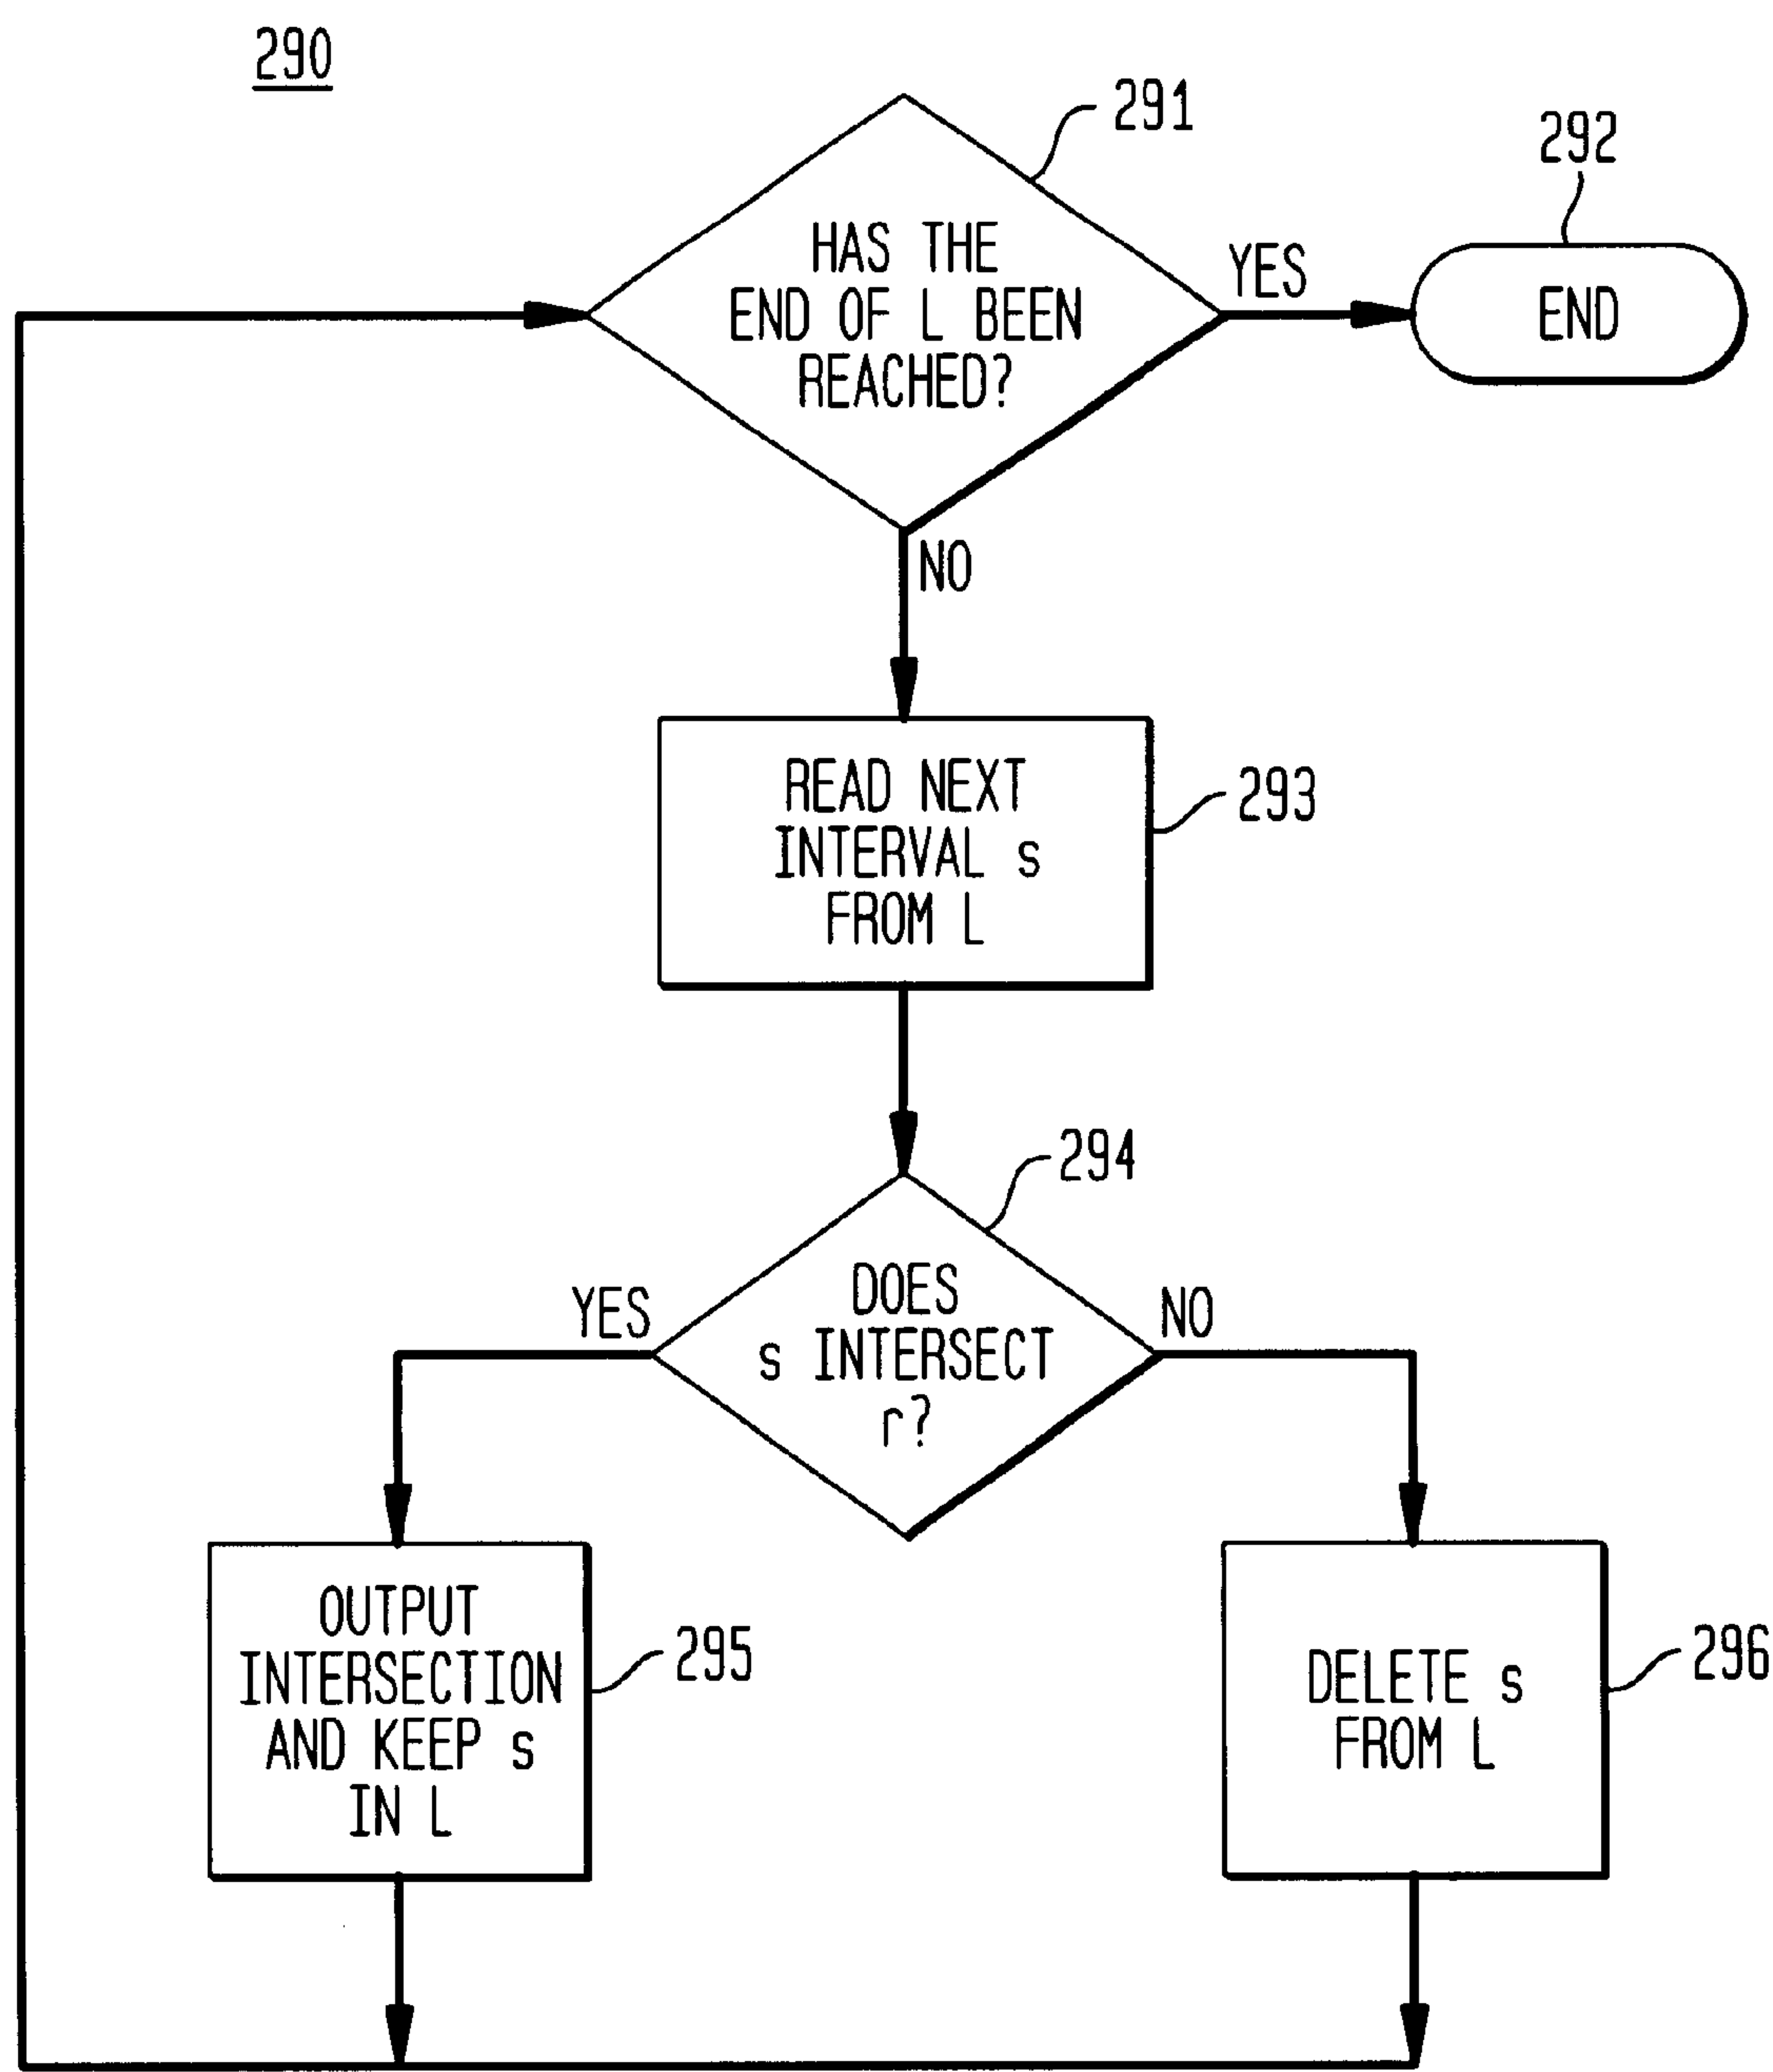 290
291
292
HAS THE
END OF L BEEN
REACHED?
YES
END
NO
READ NEXT
INTERVAL s
FROM L
293
294
DOES
s INTERSECT
r?
YES
NO
OUTPUT
INTERSECTION
AND KEEP s
IN L
295
DELETE s
FROM L
296